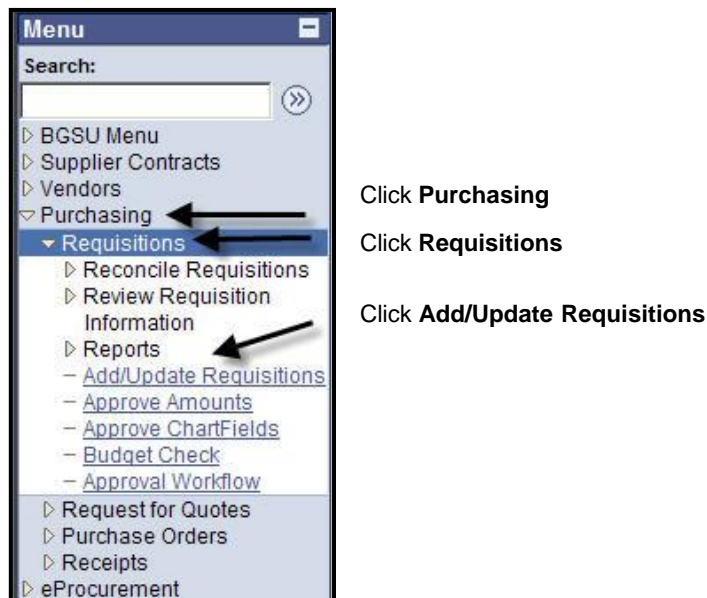 Menu
Search:
BGSU Menu
Supplier Contracts
Vendors
Purchasing
Click Purchasing
Requisitions
Click Requisitions
Reconcile Requisitions
Review Requisition
Information
Click Add/Update Requisitions
Reports
Add/Update Requisitions
Approve Amounts
Approve ChartFields
Budget Check
Approval Workflow
Request for Quotes
Purchase Orders
Receipts
eProcurement